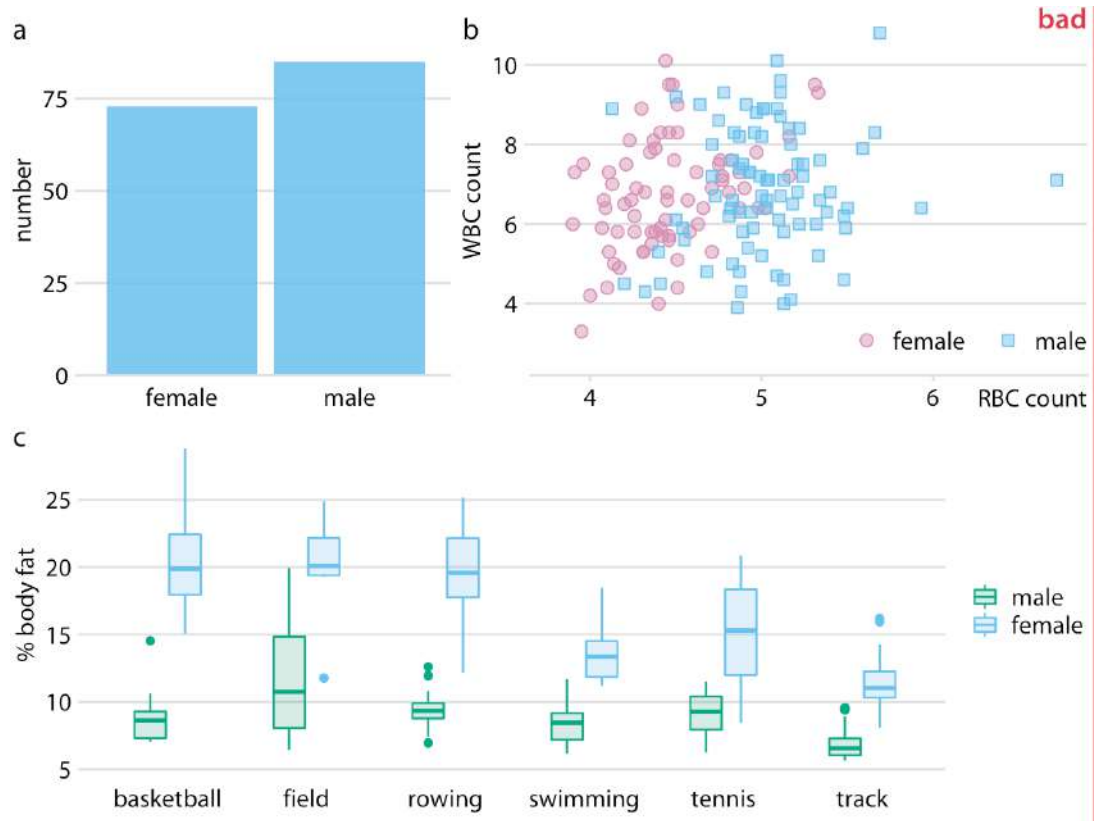 a
number
75
50
25
0
female
male
b
bad
WBC count
10
8
6
4
female
male
4
5
6
RBC count
c
% body fat
25
20
15
10
5
male
female
basketball
field
rowing
swimming
tennis
track